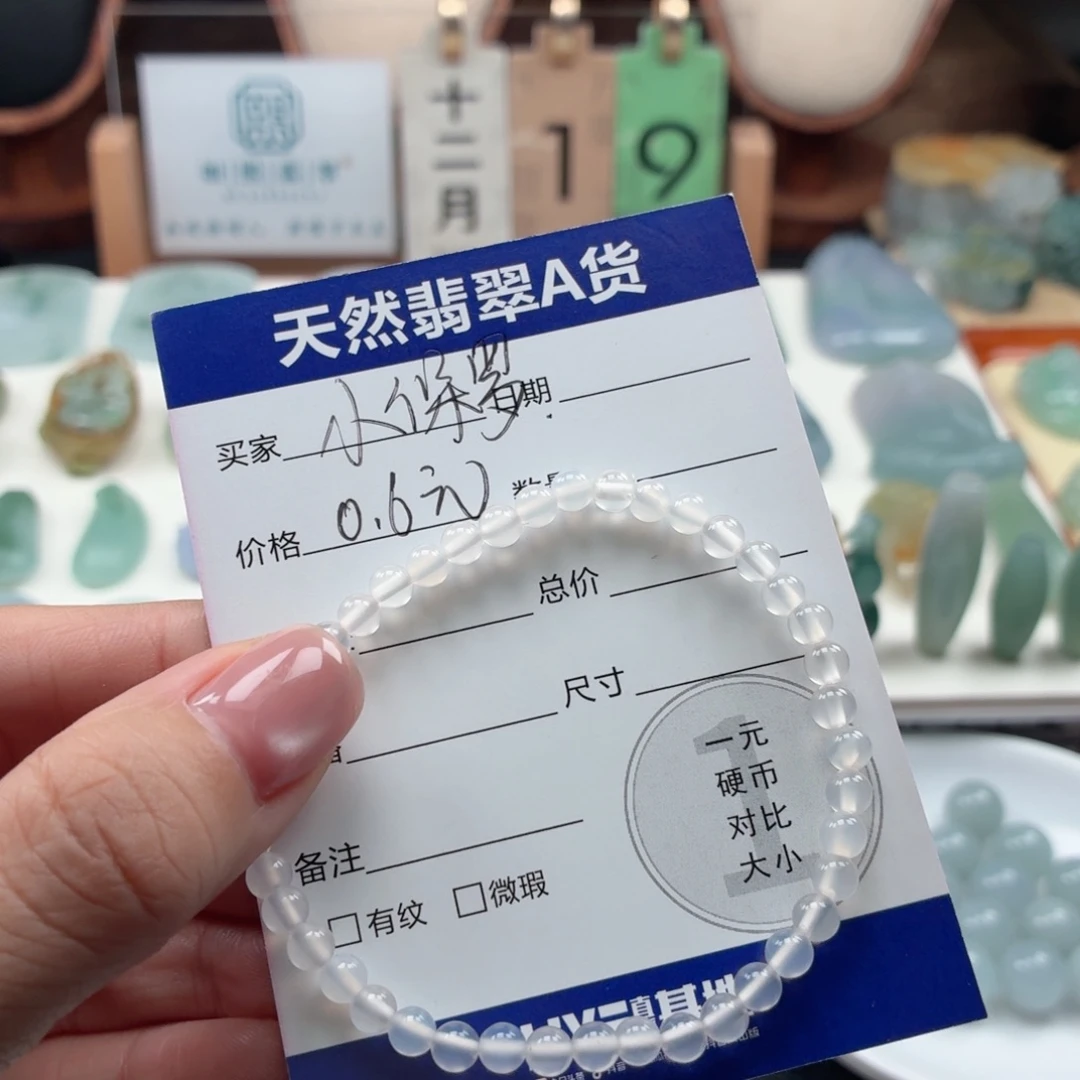 十二月
1
9
天然翡翠A货
买家 小保罗 日期
价格 0.6元
总价
尺寸
一元
硬币
对比
大小
备注
□有纹 □微瑕